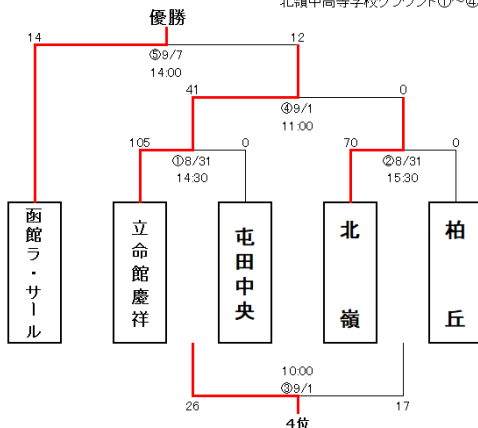 北嶺中高等学校グラウンド①～④
優勝
14
12
⑤9/7
14:00
41
0
④9/1
11:00
105
0
70
0
①8/31
14:30
②8/31
15:30
函館ラ・サール
立命館慶祥
屯田中央
北嶺
柏丘
10:00
③9/1
26
17
4位